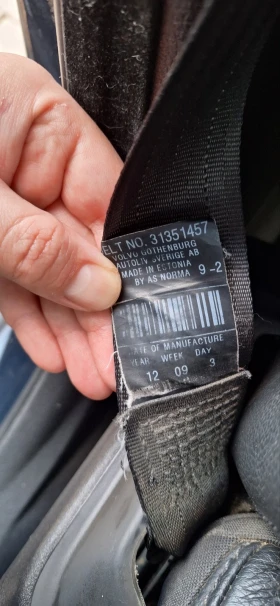 ELT NO. 31351457
VOLVO GOTHENBURG
AUTOLIV SVERIGE AB
MADE IN ESTONIA
BY AS NORMA 9-2
DATE OF MANUFACTURE
YEAR WEEK DAY
12 09 3